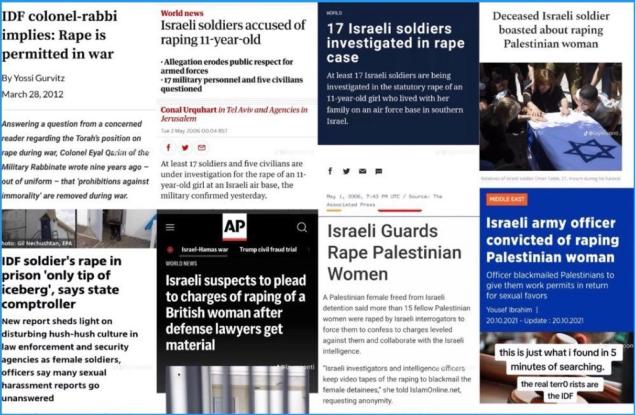 IDF colonel-rabbi
implies: Rape is
permitted in war
By Yossi Gurvitz
March 28, 2012
Answering a question from a concerned
reader regarding the Torah's position on
rape during war, Colonel Eyal Qarim of the
Military Rabbinate wrote nine years ago –
out of uniform – that 'prohibitions against
immorality' are removed during war.
hoto: Gil Nechushtan, EPA
IDF soldier's rape in
prison 'only tip of
iceberg', says state
comptroller
New report sheds light on
disturbing hush-hush culture in
law enforcement and security
agencies as female soldiers,
officers say many sexual
harassment reports go
unanswered
World news
Israeli soldiers accused of
raping 11-year-old
· Allegation erodes public respect for
armed forces
· 17 military personnel and five civilians
questioned
Conal Urquhart in Tel Aviv and Agencies in
Jerusalem
Tue 2 May 2006 00.04 BST
At least 17 soldiers and five civilians are
under investigation for the rape of an 11-
year-old girl at an Israeli air base, the
military confirmed yesterday.
AP
Israel-Hamas war
Trump civil fraud trial
WORLD NEWS
Israeli suspects to plead
to charges of raping of a
British woman after
defense lawyers get
material
WORLD
17 Israeli soldiers
investigated in rape
case
At least 17 Israeli soldiers are being
investigated in the statutory rape of an
11-year-old girl who lived with her
family on an air force base in southern
Israel.
May 1, 2006, 7:43 PM UTC / Source: The
Associated Press
Israeli Guards
Rape Palestinian
Women
A Palestinian female freed from Israeli
detention said more than 15 fellow Palestinian
women were raped by Israeli interrogators to
force them to confess to charges leveled
against them and collaborate with the Israeli
intelligence.
"Israeli investigators and intelligence officers
keep video tapes of the raping to blackmail the
female detainees," she told IslamOnline.net,
requesting anonymity.
Deceased Israeli soldier
boasted about raping
Palestinian woman
Relatives of Israeli soldier Omer Tabib, 21, mourn during his funeral
MIDDLE EAST
Israeli army officer
convicted of raping
Palestinian woman
Officer blackmailed Palestinians to
give them work permits in return
for sexual favors
Yousef Ibrahim |
20.10.2021 - Update : 20.10.2021
this is just what i found in 5
minutes of searching.
the real terr0 rists are
the IDF